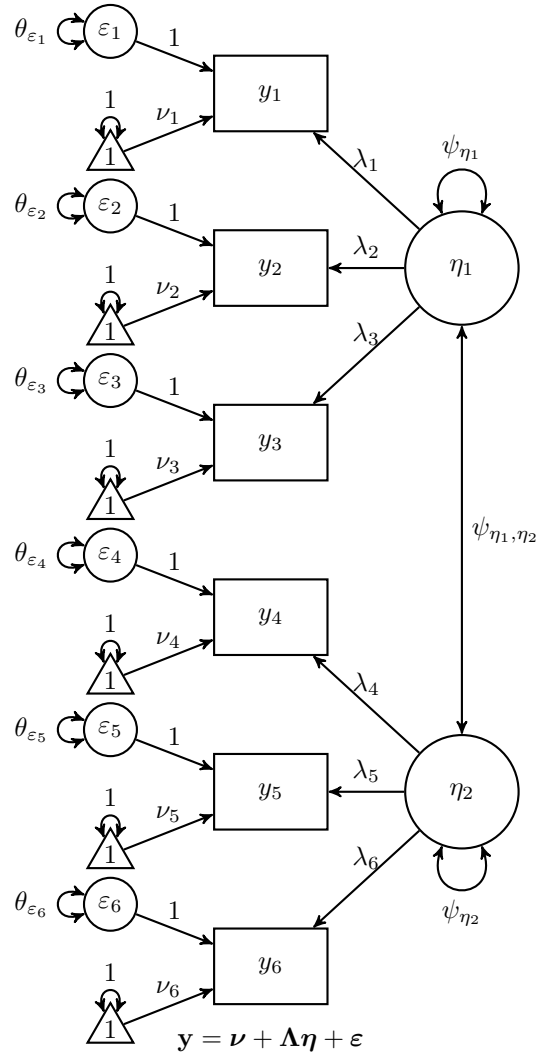 θ_ε₁ ε₁ 1
y₁
1
1 ν₁
λ₁
ψ_η₁
θ_ε₂ ε₂ 1
y₂
λ₂
η₁
1
1 ν₂
λ₃
θ_ε₃ ε₃ 1
y₃
1
1 ν₃
ψ_η₁,η₂
θ_ε₄ ε₄ 1
y₄
1
1 ν₄
λ₄
θ_ε₅ ε₅ 1
y₅
λ₅
η₂
1
1 ν₅
λ₆
ψ_η₂
θ_ε₆ ε₆ 1
y₆
1
1 ν₆
y = ν + Λη + ε